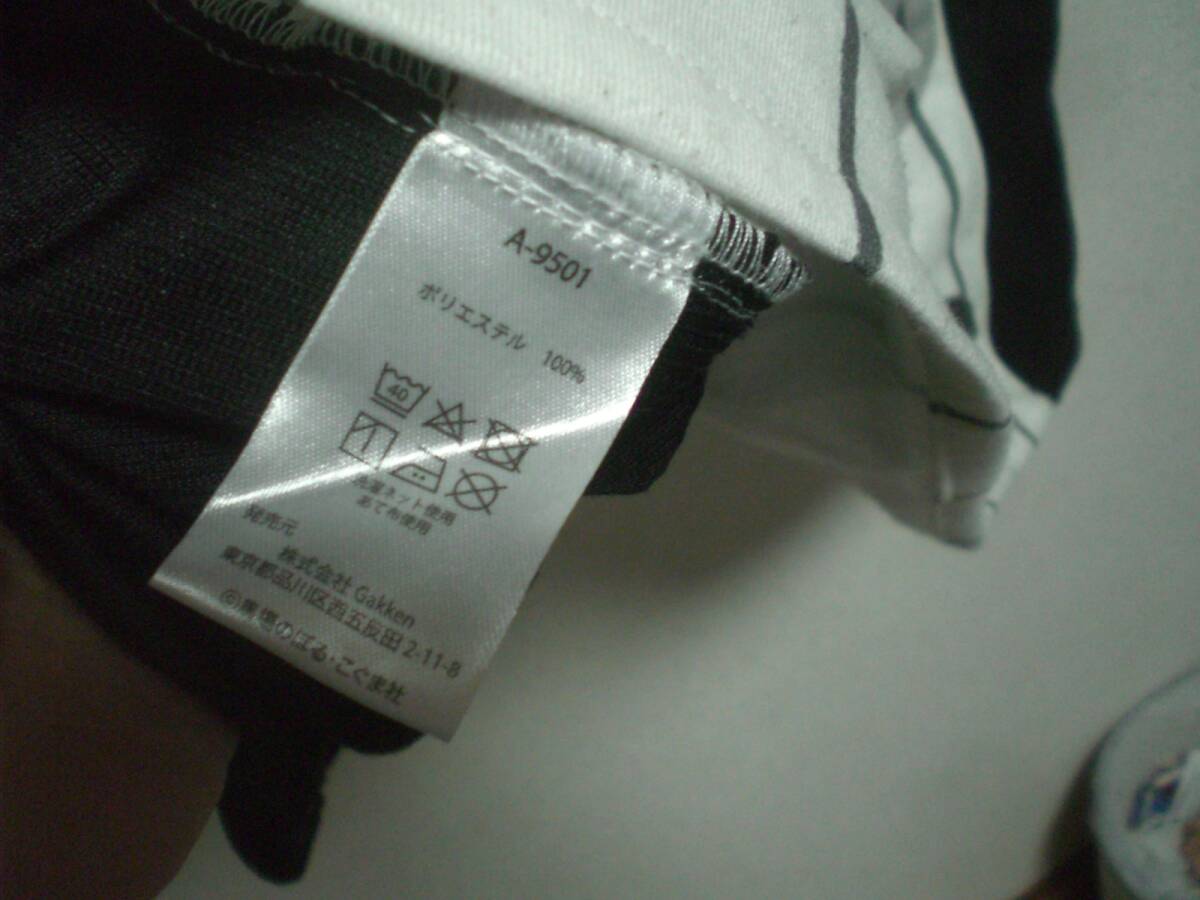 A-9501
ポリエステル 100%
40
洗濯ネット使用
あて布使用
発売元
株式会社 Gakken
東京都品川区西五反田 2-11-8
©馬場のぼる・こぐま社